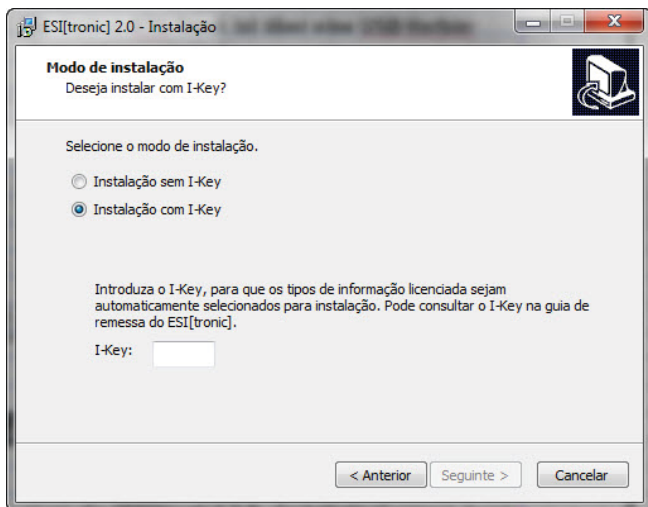 ESI[tronic] 2.0 - Instalação
Modo de instalação
Deseja instalar com I-Key?
Selecione o modo de instalação.
Instalação sem I-Key
Instalação com I-Key
Introduza o I-Key, para que os tipos de informação licenciada sejam
automaticamente selecionados para instalação. Pode consultar o I-Key na guia de
remessa do ESI[tronic].
I-Key:
< Anterior
Seguinte >
Cancelar